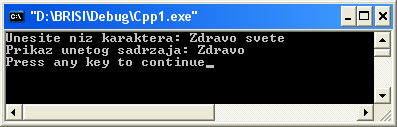 "D:\BRISI\Debug\Cpp1.exe"
Unesite niz karaktera: Zdravo svete
Prikaz unetog sadrzaja: Zdravo
Press any key to continue